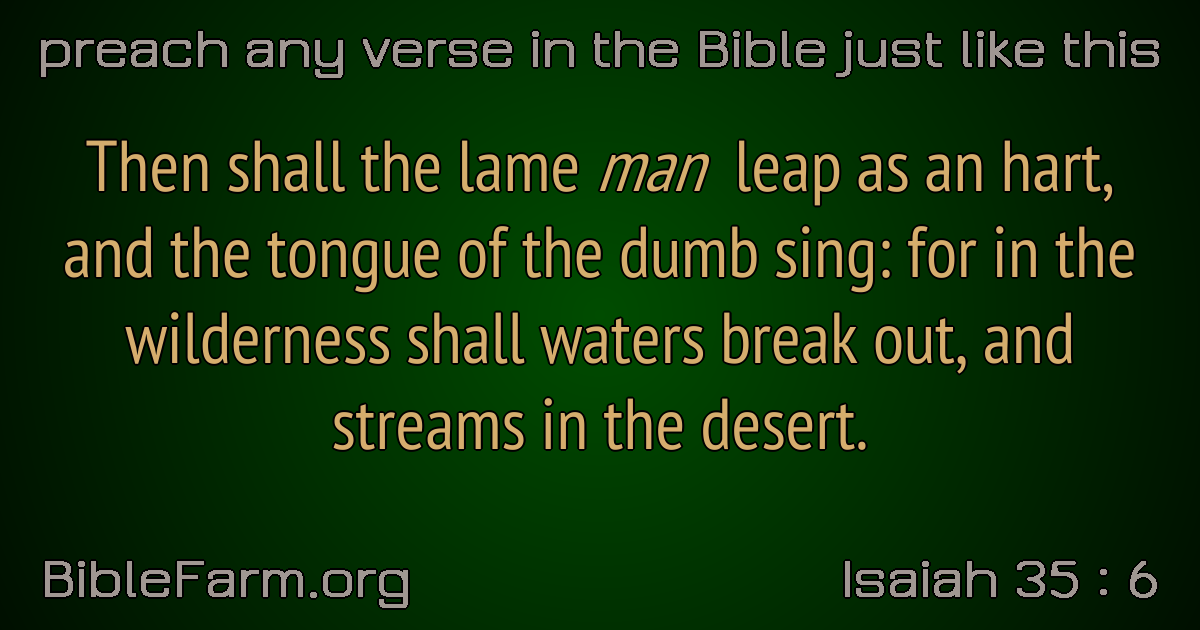 preach any verse in the Bible just like this
Then shall the lame man leap as an hart,
and the tongue of the dumb sing: for in the
wilderness shall waters break out, and
streams in the desert.
BibleFarm.org
Isaiah 35 : 6